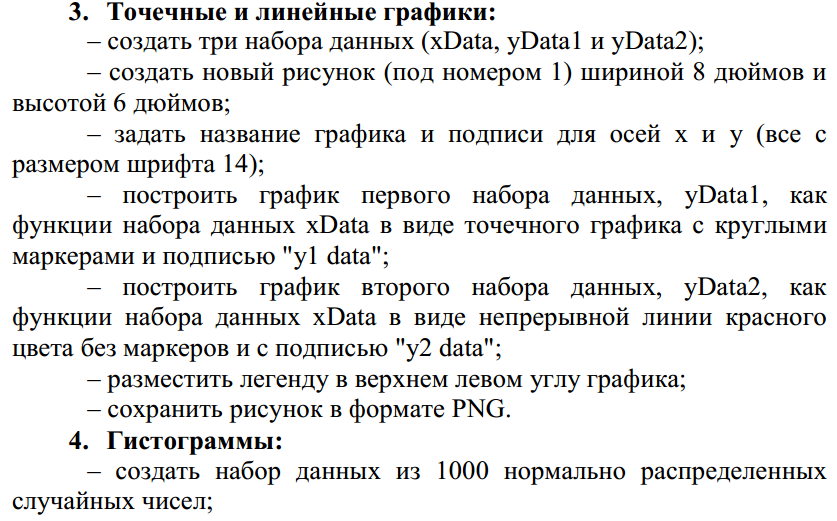 3. Точечные и линейные графики:
– создать три набора данных (xData, yData1 и yData2);
– создать новый рисунок (под номером 1) шириной 8 дюймов и
высотой 6 дюймов;
– задать название графика и подписи для осей x и y (все с
размером шрифта 14);
– построить график первого набора данных, yData1, как
функции набора данных xData в виде точечного графика с круглыми
маркерами и подписью "y1 data";
– построить график второго набора данных, yData2, как
функции набора данных xData в виде непрерывной линии красного
цвета без маркеров и с подписью "y2 data";
– разместить легенду в верхнем левом углу графика;
– сохранить рисунок в формате PNG.
4. Гистограммы:
– создать набор данных из 1000 нормально распределенных
случайных чисел;